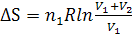 ΔS = n₁Rln (V₁+V₂)/V₁